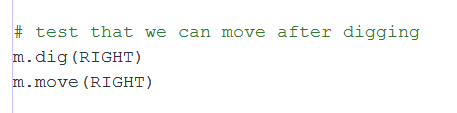 # test that we can move after digging
m.dig(RIGHT)
m.move(RIGHT)